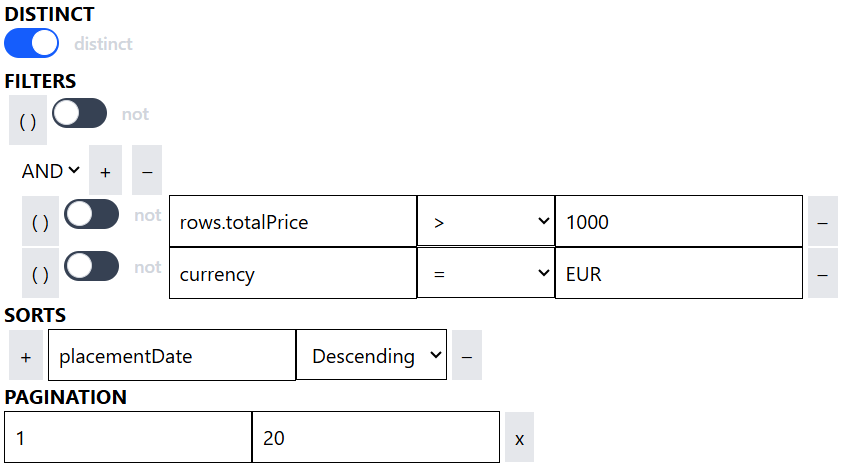 DISTINCT
distinct
FILTERS
( ) not
AND + −
( ) not rows.totalPrice > 1000 −
( ) not currency = EUR −
SORTS
+ placementDate Descending −
PAGINATION
1 20 x